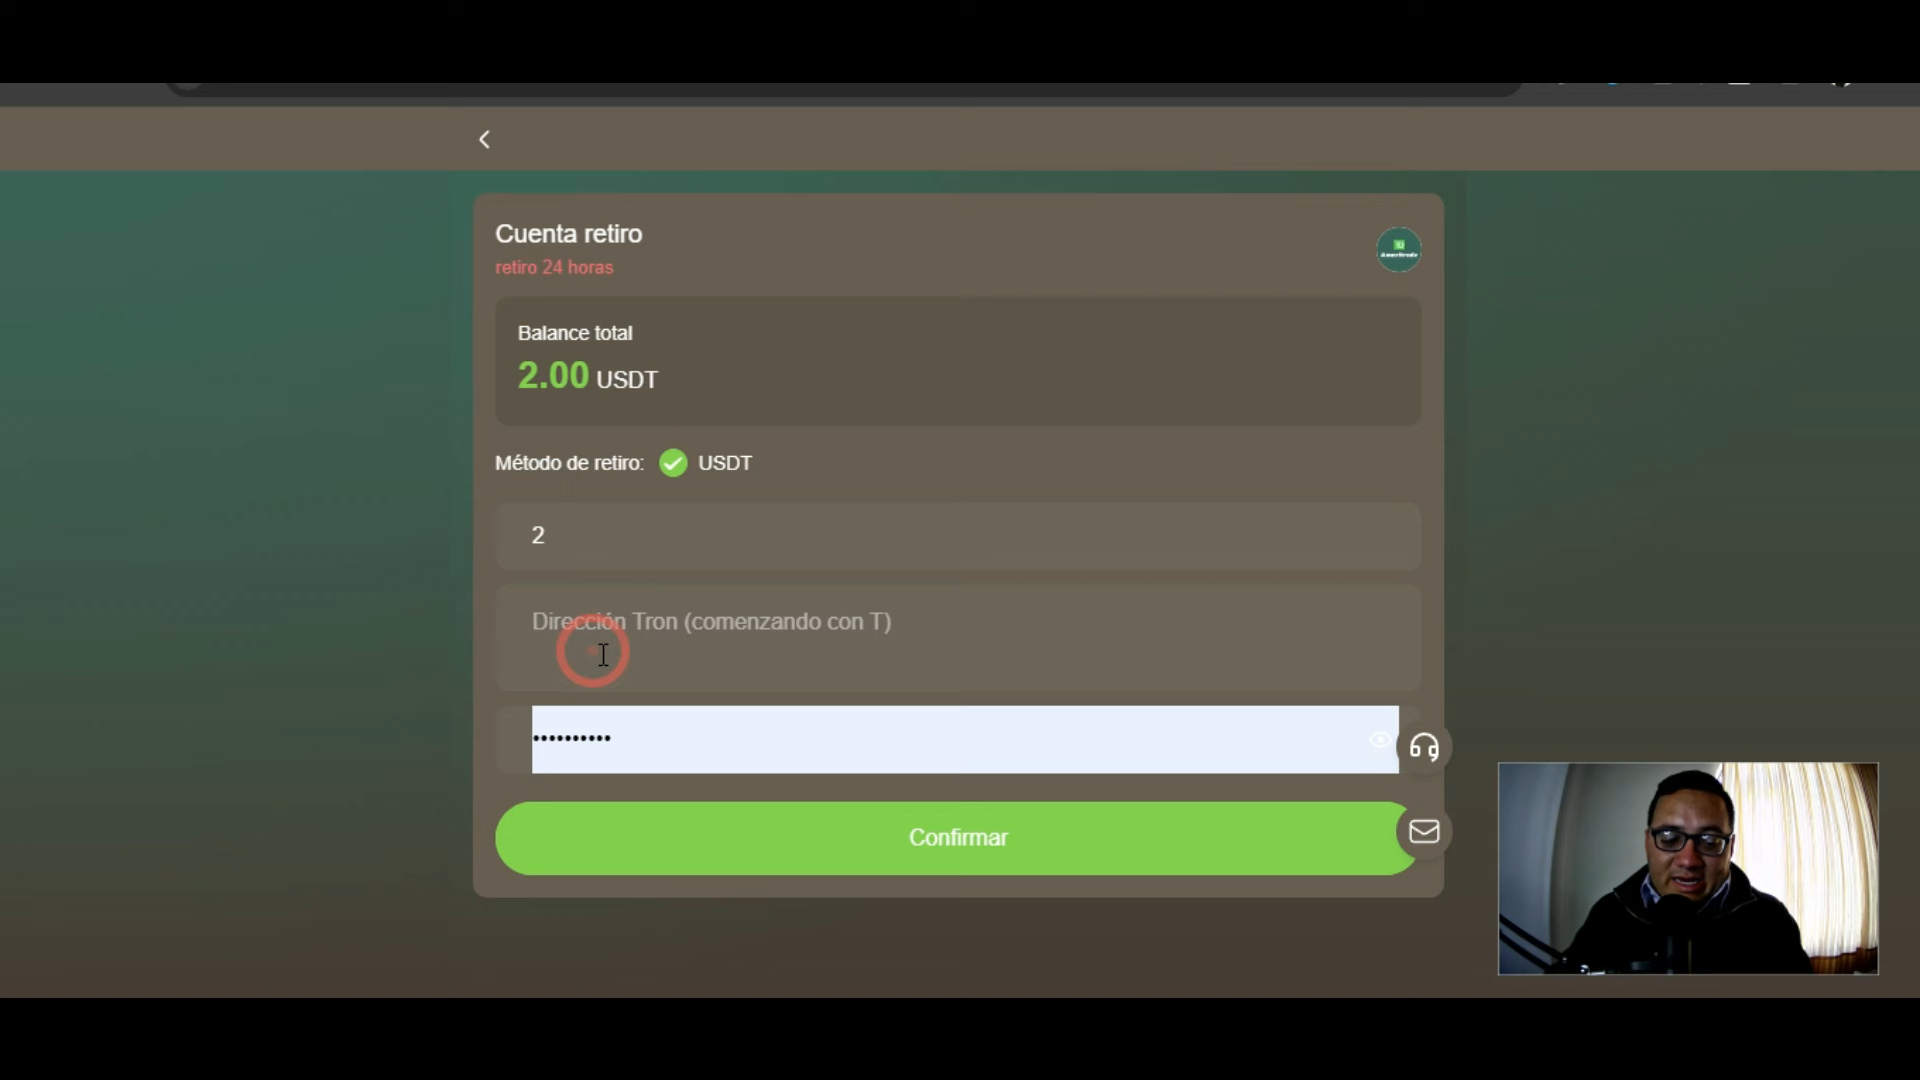 Cuenta retiro
retiro 24 horas
Balance total
2.00 USDT
Método de retiro: USDT
2
Dirección Tron (comenzando con T)
••••••••••
Confirmar